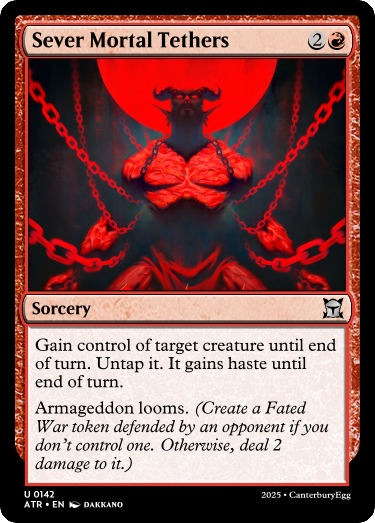 Sever Mortal Tethers 2
Sorcery
Gain control of target creature until end
of turn. Untap it. It gains haste until
end of turn.
Armageddon looms. (Create a Fated
War token defended by an opponent if you
don't control one. Otherwise, deal 2
damage to it.)
U 0142
ATR • EN DAKKANO
2025 • CanterburyEgg